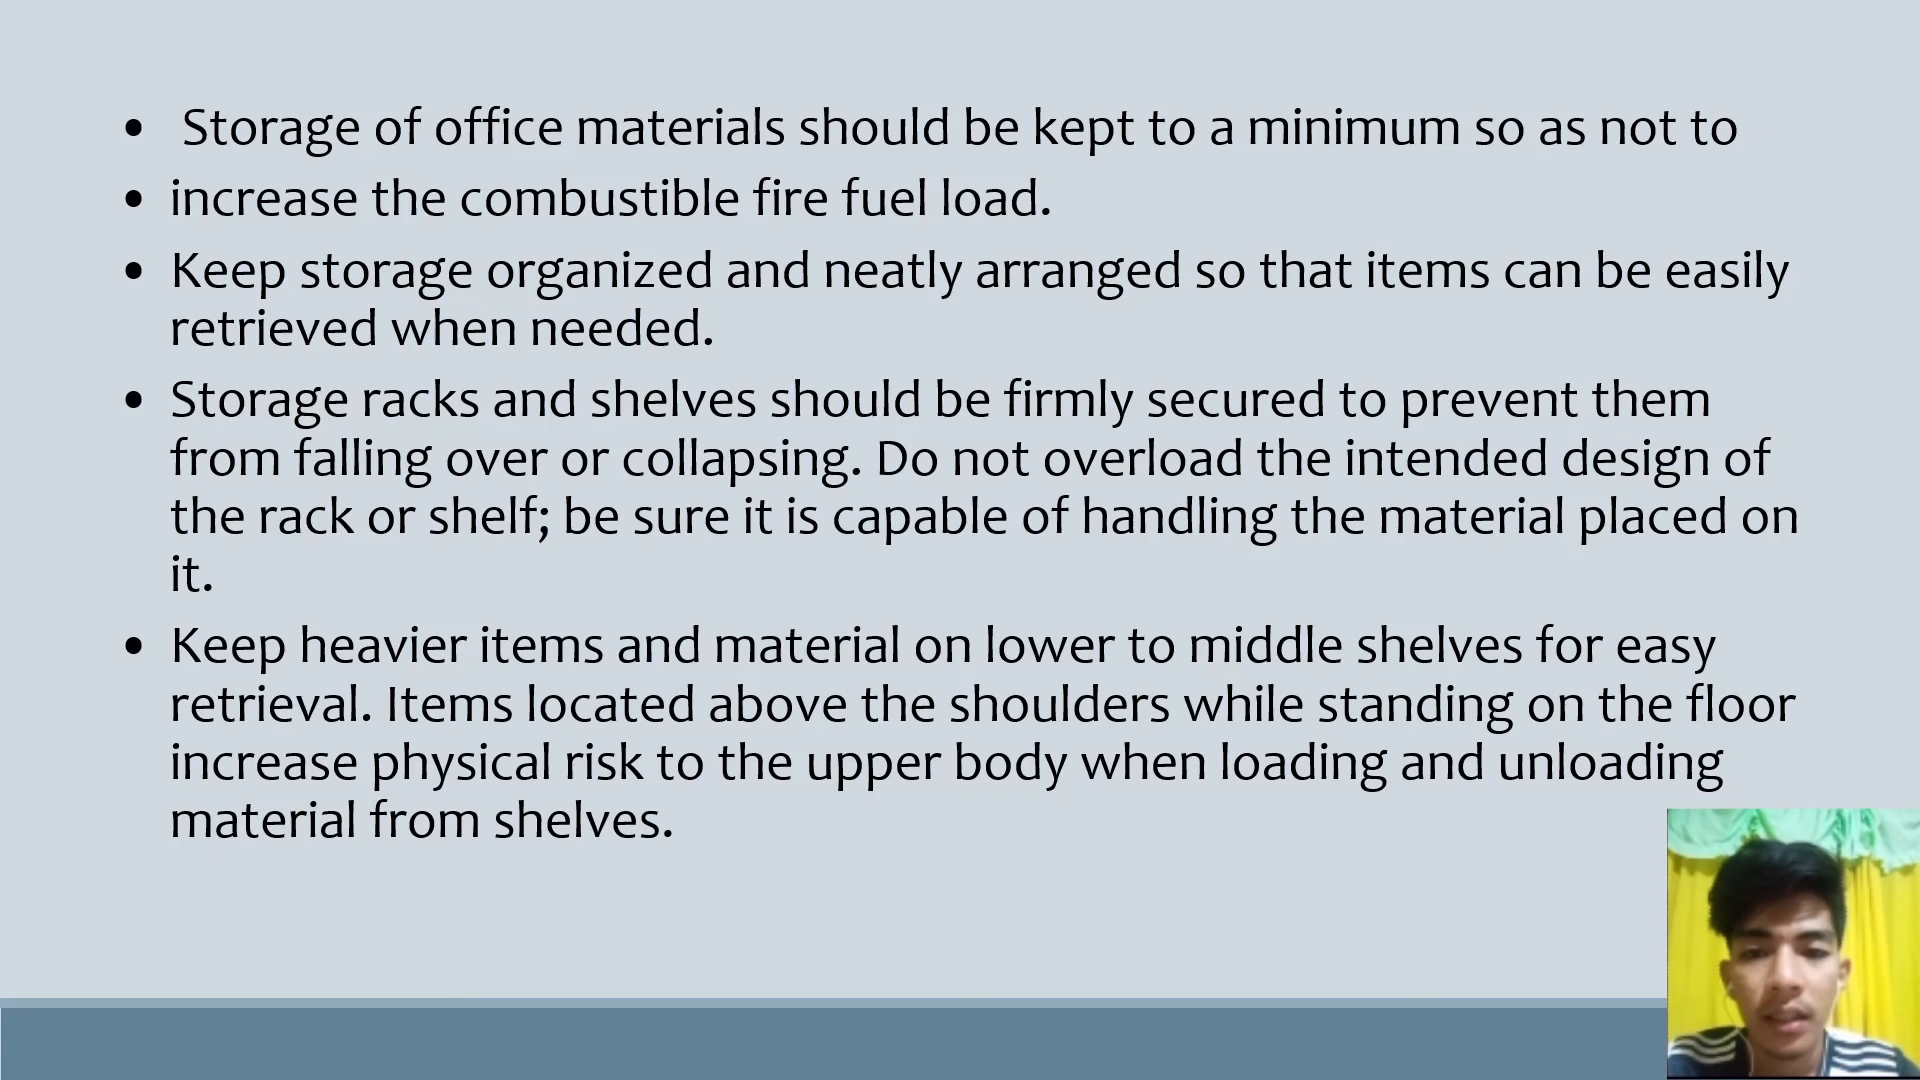 • Storage of office materials should be kept to a minimum so as not to
• increase the combustible fire fuel load.
• Keep storage organized and neatly arranged so that items can be easily
retrieved when needed.
• Storage racks and shelves should be firmly secured to prevent them
from falling over or collapsing. Do not overload the intended design of
the rack or shelf; be sure it is capable of handling the material placed on
it.
• Keep heavier items and material on lower to middle shelves for easy
retrieval. Items located above the shoulders while standing on the floor
increase physical risk to the upper body when loading and unloading
material from shelves.